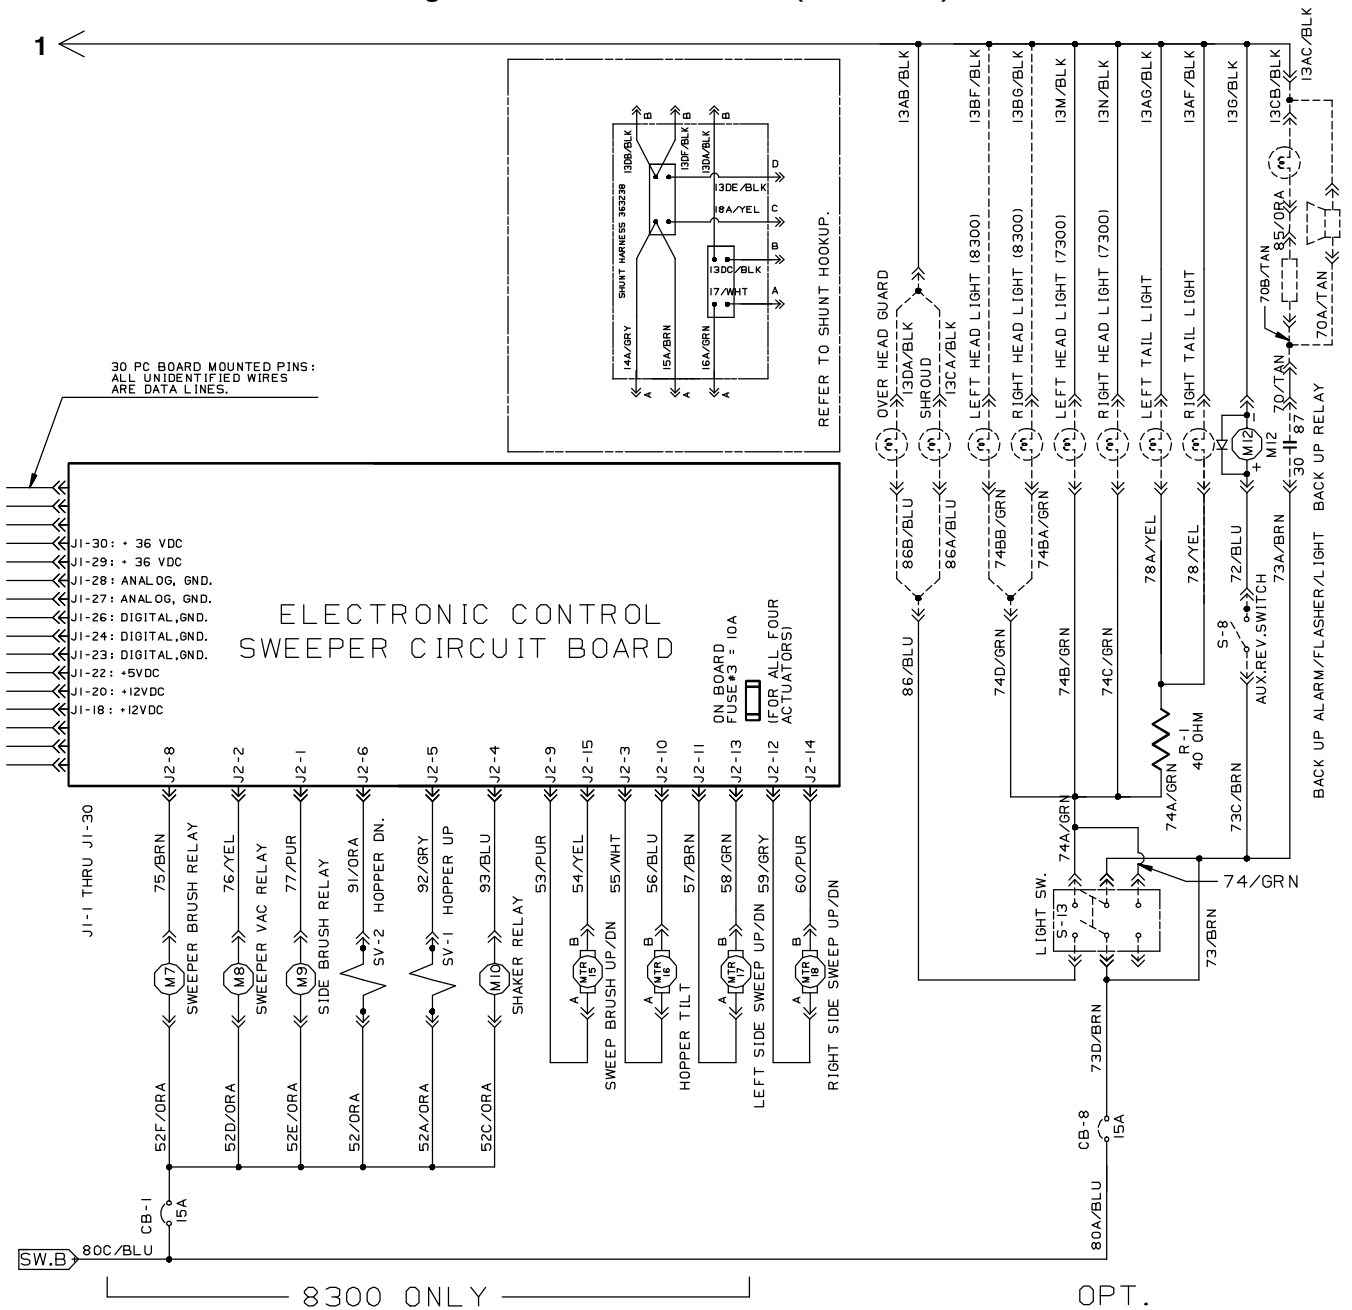 1
13AB/BLK
13BF/BLK
13BG/BLK
13M/BLK
13N/BLK
13AG/BLK
13AF/BLK
13G/BLK
13CB/BLK
13AC/BLK
B
B
B
13DB/BLK
13DF/BLK
13DA/BLK
D
13DE/BLK
18A/YEL
C
B
13DC/BLK
17/WHT
A
SHUNT HARNESS 363238
14A/GRY
15A/BRN
16A/GRN
A
A
A
REFER TO SHUNT HOOKUP.
OVER HEAD GUARD
13DA/BLK
SHROUD
13CA/BLK
LEFT HEAD LIGHT (8300)
RIGHT HEAD LIGHT (8300)
LEFT HEAD LIGHT (7300)
RIGHT HEAD LIGHT (7300)
LEFT TAIL LIGHT
RIGHT TAIL LIGHT
85/ORA
70B/TAN
70A/TAN
70/TAN
-
M12
+
M12
30
87
BACK UP ALARM/FLASHER/LIGHT BACK UP RELAY
30 PC BOARD MOUNTED PINS:
ALL UNIDENTIFIED WIRES
ARE DATA LINES.
J1-30: + 36 VDC
J1-29: + 36 VDC
J1-28: ANALOG, GND.
J1-27: ANALOG, GND.
J1-26: DIGITAL,GND.
J1-24: DIGITAL,GND.
J1-23: DIGITAL,GND.
J1-22: +5VDC
J1-20: +12VDC
J1-18: +12VDC
ELECTRONIC CONTROL
SWEEPER CIRCUIT BOARD
ON BOARD
FUSE#3 = 10A
(FOR ALL FOUR
ACTUATORS)
86B/BLU
86A/BLU
74BB/GRN
74BA/GRN
78A/YEL
78/YEL
72/BLU
73A/BRN
S-8
AUX.REV.SWITCH
86/BLU
74D/GRN
74B/GRN
74C/GRN
R-1
40 OHM
74A/GRN
73C/BRN
J2-8
J2-2
J2-1
J2-6
J2-5
J2-4
J2-9
J2-15
J2-3
J2-10
J2-11
J2-13
J2-12
J2-14
J1-1 THRU J1-30
75/BRN
SWEEPER BRUSH RELAY
76/YEL
SWEEPER VAC RELAY
77/PUR
SIDE BRUSH RELAY
91/ORA
SV-2 HOPPER DN.
92/GRY
SV-1 HOPPER UP
93/BLU
SHAKER RELAY
53/PUR
54/YEL
55/WHT
56/BLU
57/BRN
58/GRN
59/GRY
60/PUR
M7
M8
M9
M10
B
MTR
15
A
SWEEP BRUSH UP/DN
B
MTR
16
A
HOPPER TILT
B
MTR
17
A
LEFT SIDE SWEEP UP/DN
B
MTR
18
A
RIGHT SIDE SWEEP UP/DN
74A/GRN
74/GRN
LIGHT SW.
S-13
73/BRN
73D/BRN
CB-8
15A
80A/BLU
52F/ORA
52D/ORA
52E/ORA
52/ORA
52A/ORA
52C/ORA
CB-1
15A
SW.B
80C/BLU
8300 ONLY
OPT.